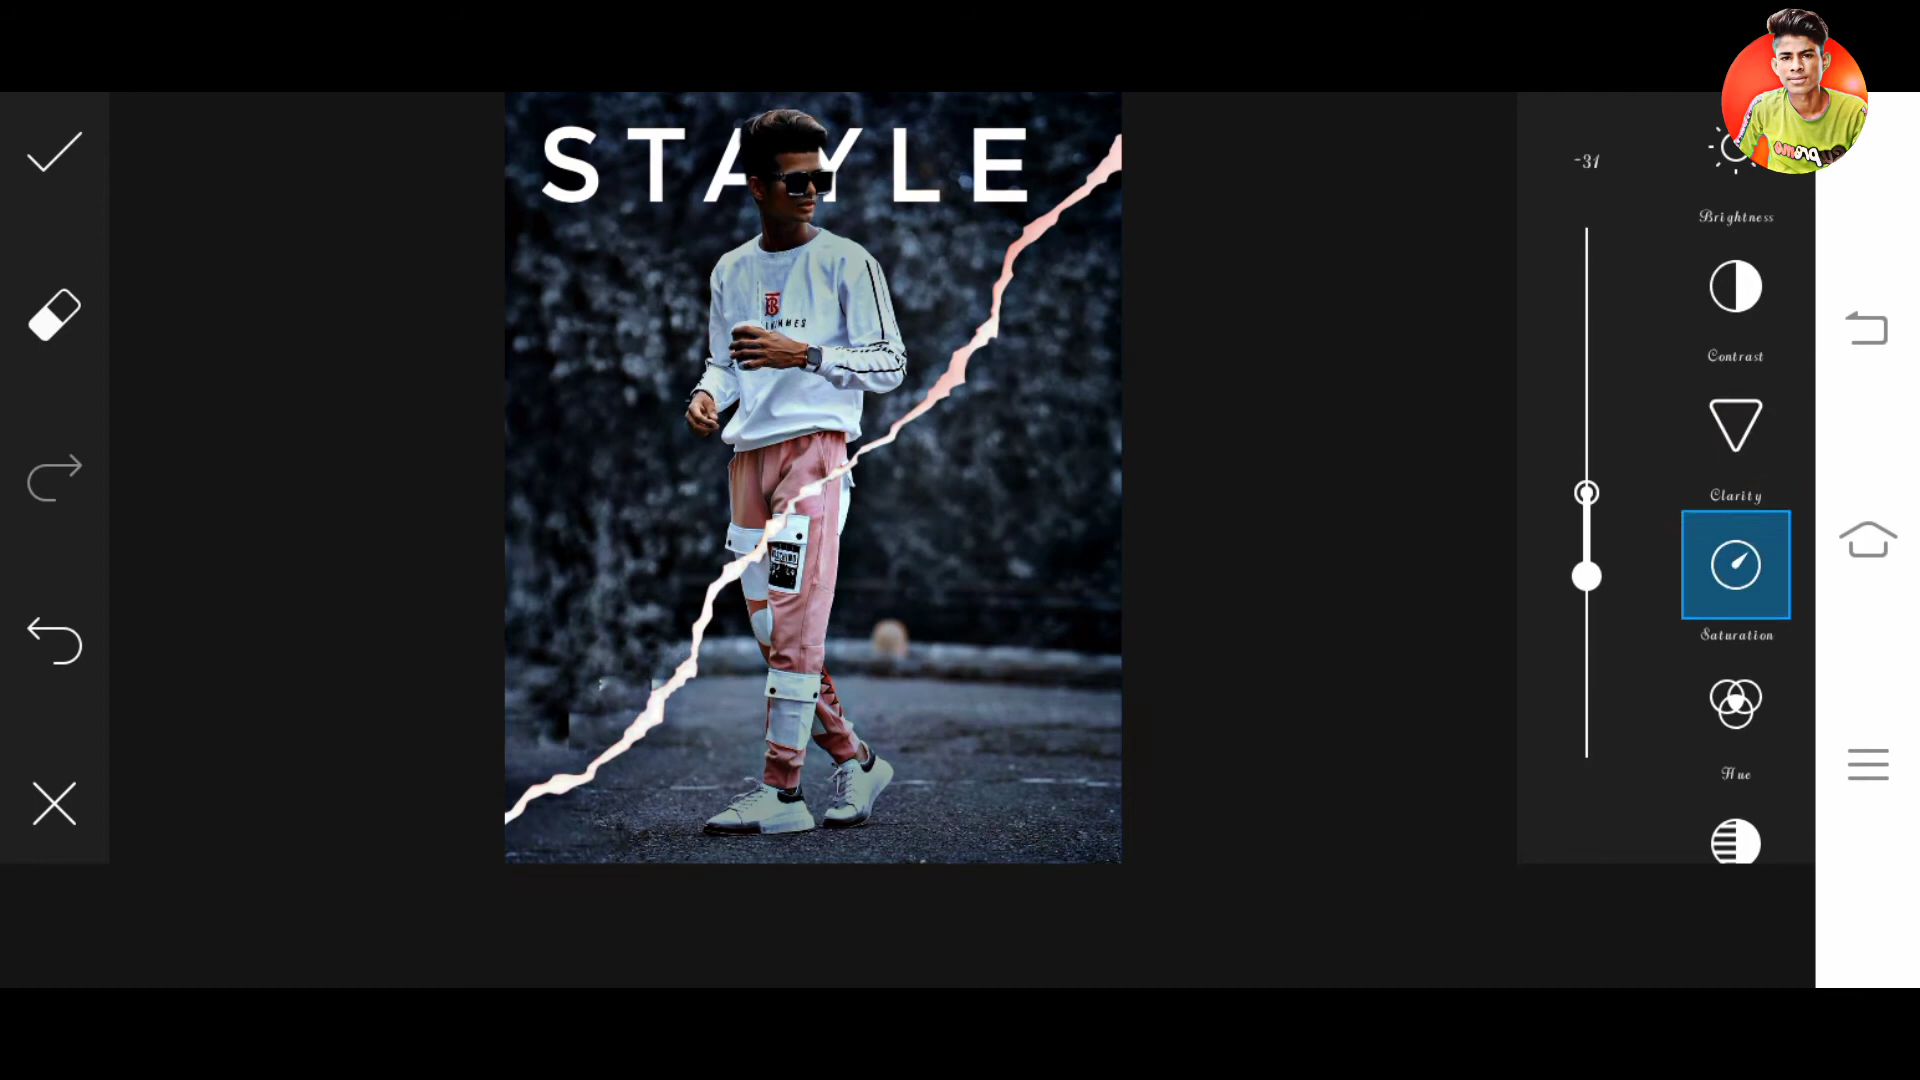 STAYLE
-31
Brightness
Contrast
Clarity
Saturation
Hue